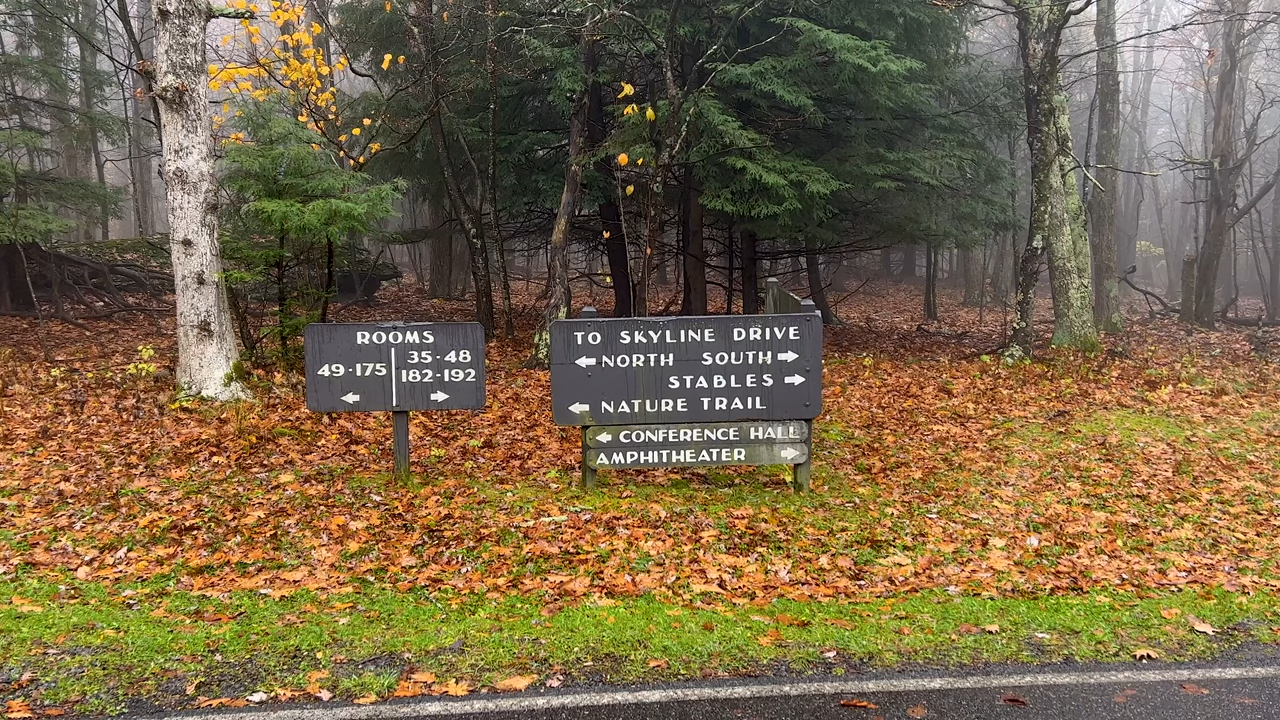 ROOMS
49·175
35·48
182·192
TO SKYLINE DRIVE
NORTH SOUTH
STABLES
NATURE TRAIL
CONFERENCE HALL
AMPHITHEATER